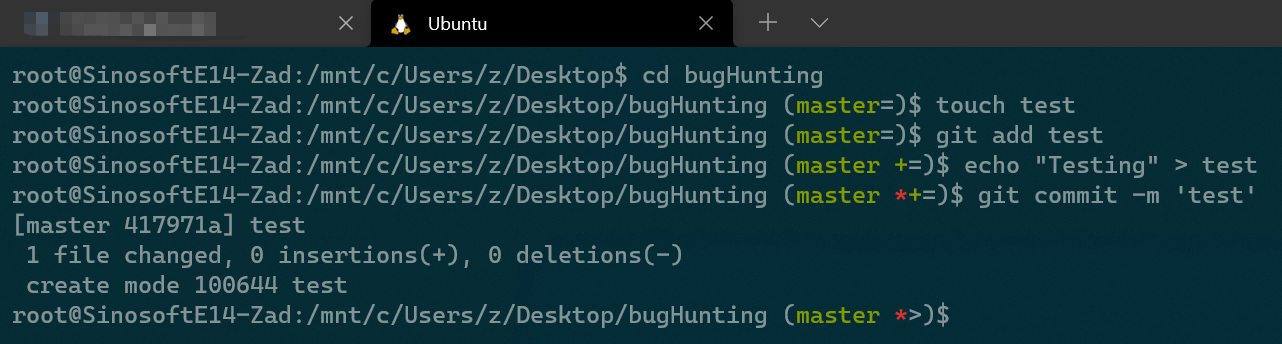 Ubuntu
root@SinosoftE14-Zad:/mnt/c/Users/z/Desktop$ cd bugHunting
root@SinosoftE14-Zad:/mnt/c/Users/z/Desktop/bugHunting (master=)$ touch test
root@SinosoftE14-Zad:/mnt/c/Users/z/Desktop/bugHunting (master=)$ git add test
root@SinosoftE14-Zad:/mnt/c/Users/z/Desktop/bugHunting (master +=)$ echo "Testing" > test
root@SinosoftE14-Zad:/mnt/c/Users/z/Desktop/bugHunting (master *+=)$ git commit -m 'test'
[master 417971a] test
 1 file changed, 0 insertions(+), 0 deletions(-)
 create mode 100644 test
root@SinosoftE14-Zad:/mnt/c/Users/z/Desktop/bugHunting (master *>)$